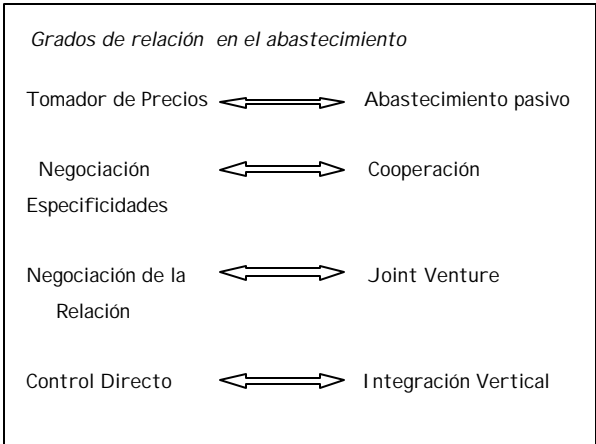 Grados de relación en el abastecimiento
Tomador de Precios Abastecimiento pasivo
Negociación Cooperación
Especificidades
Negociación de la Joint Venture
Relación
Control Directo Integración Vertical